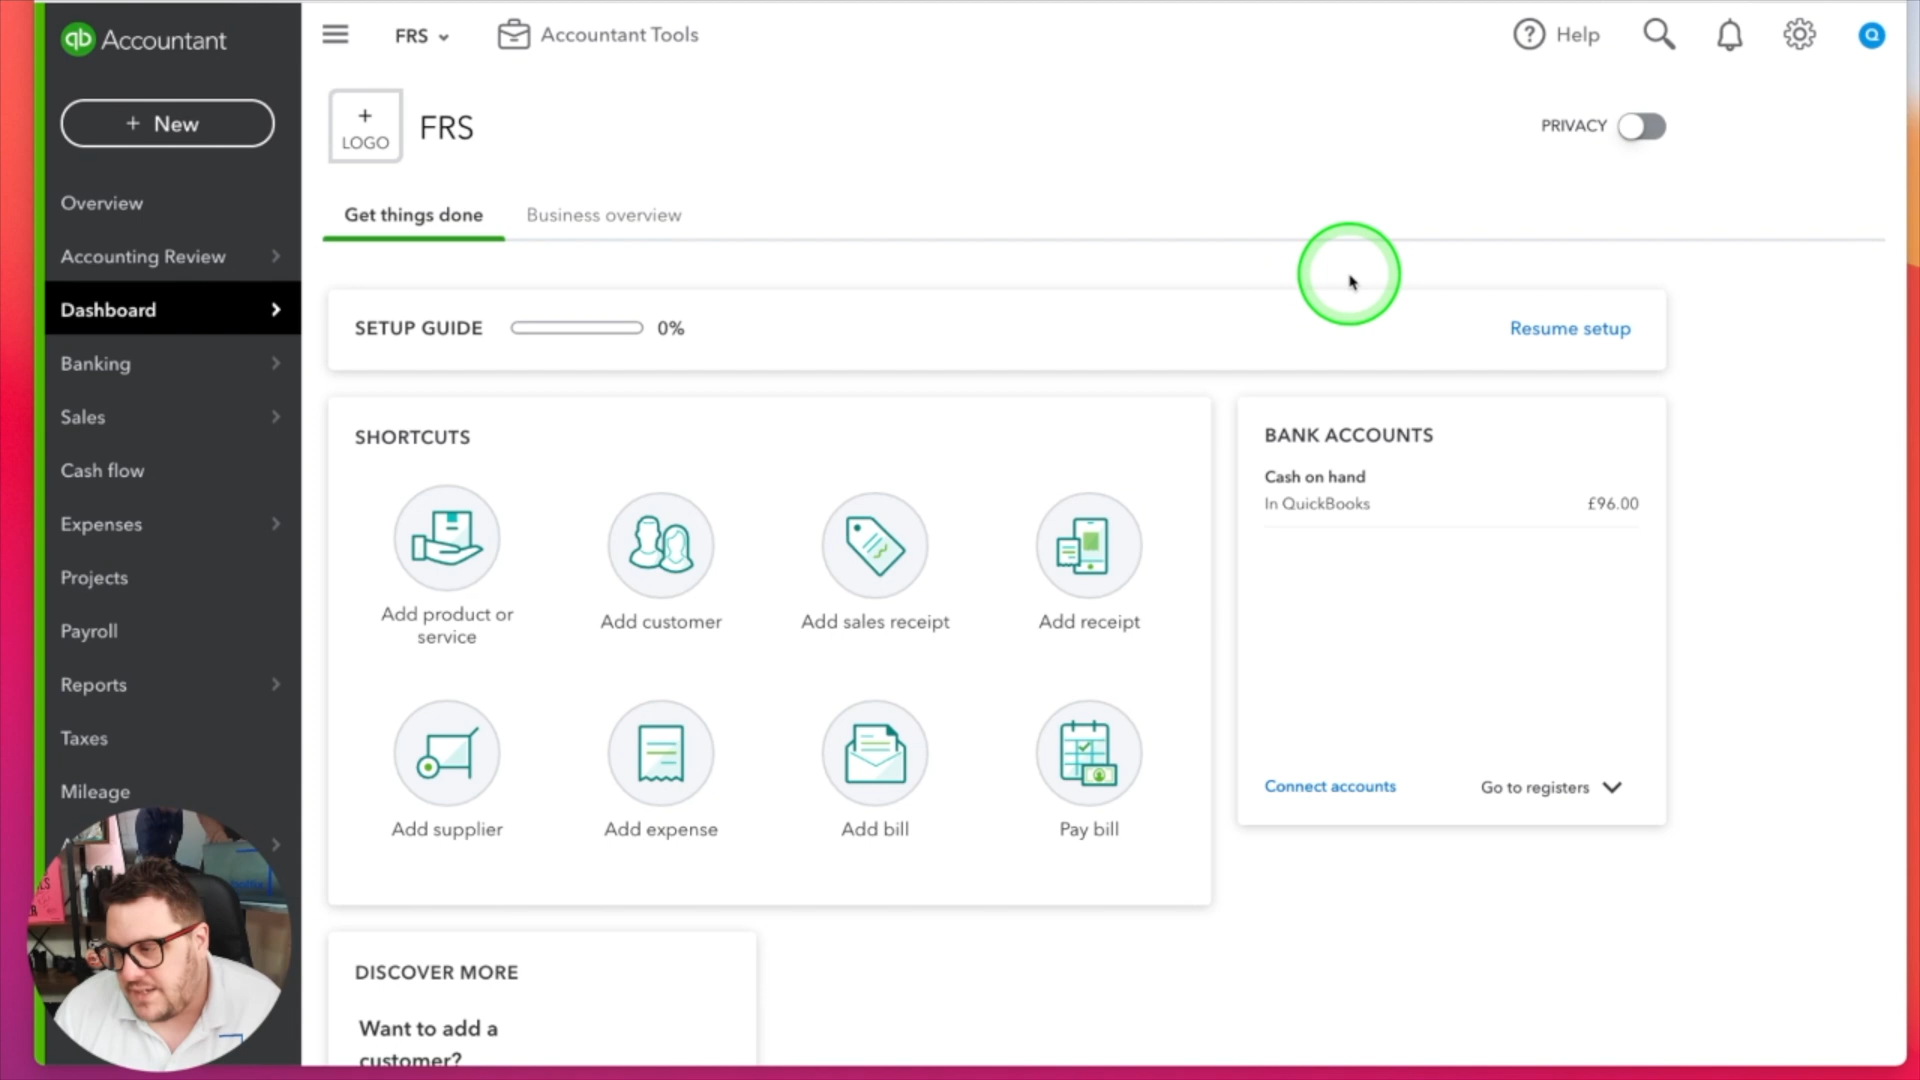 qb Accountant
+ New
Overview
Accounting Review
Dashboard
Banking
Sales
Cash flow
Expenses
Projects
Payroll
Reports
Taxes
Mileage
FRS
Accountant Tools
? Help
Q
+
LOGO
FRS
PRIVACY
Get things done
Business overview
SETUP GUIDE
0%
Resume setup
SHORTCUTS
Add product or
service
Add customer
Add sales receipt
Add receipt
Add supplier
Add expense
Add bill
Pay bill
BANK ACCOUNTS
Cash on hand
In QuickBooks
£96.00
Connect accounts
Go to registers
DISCOVER MORE
Want to add a
customer?